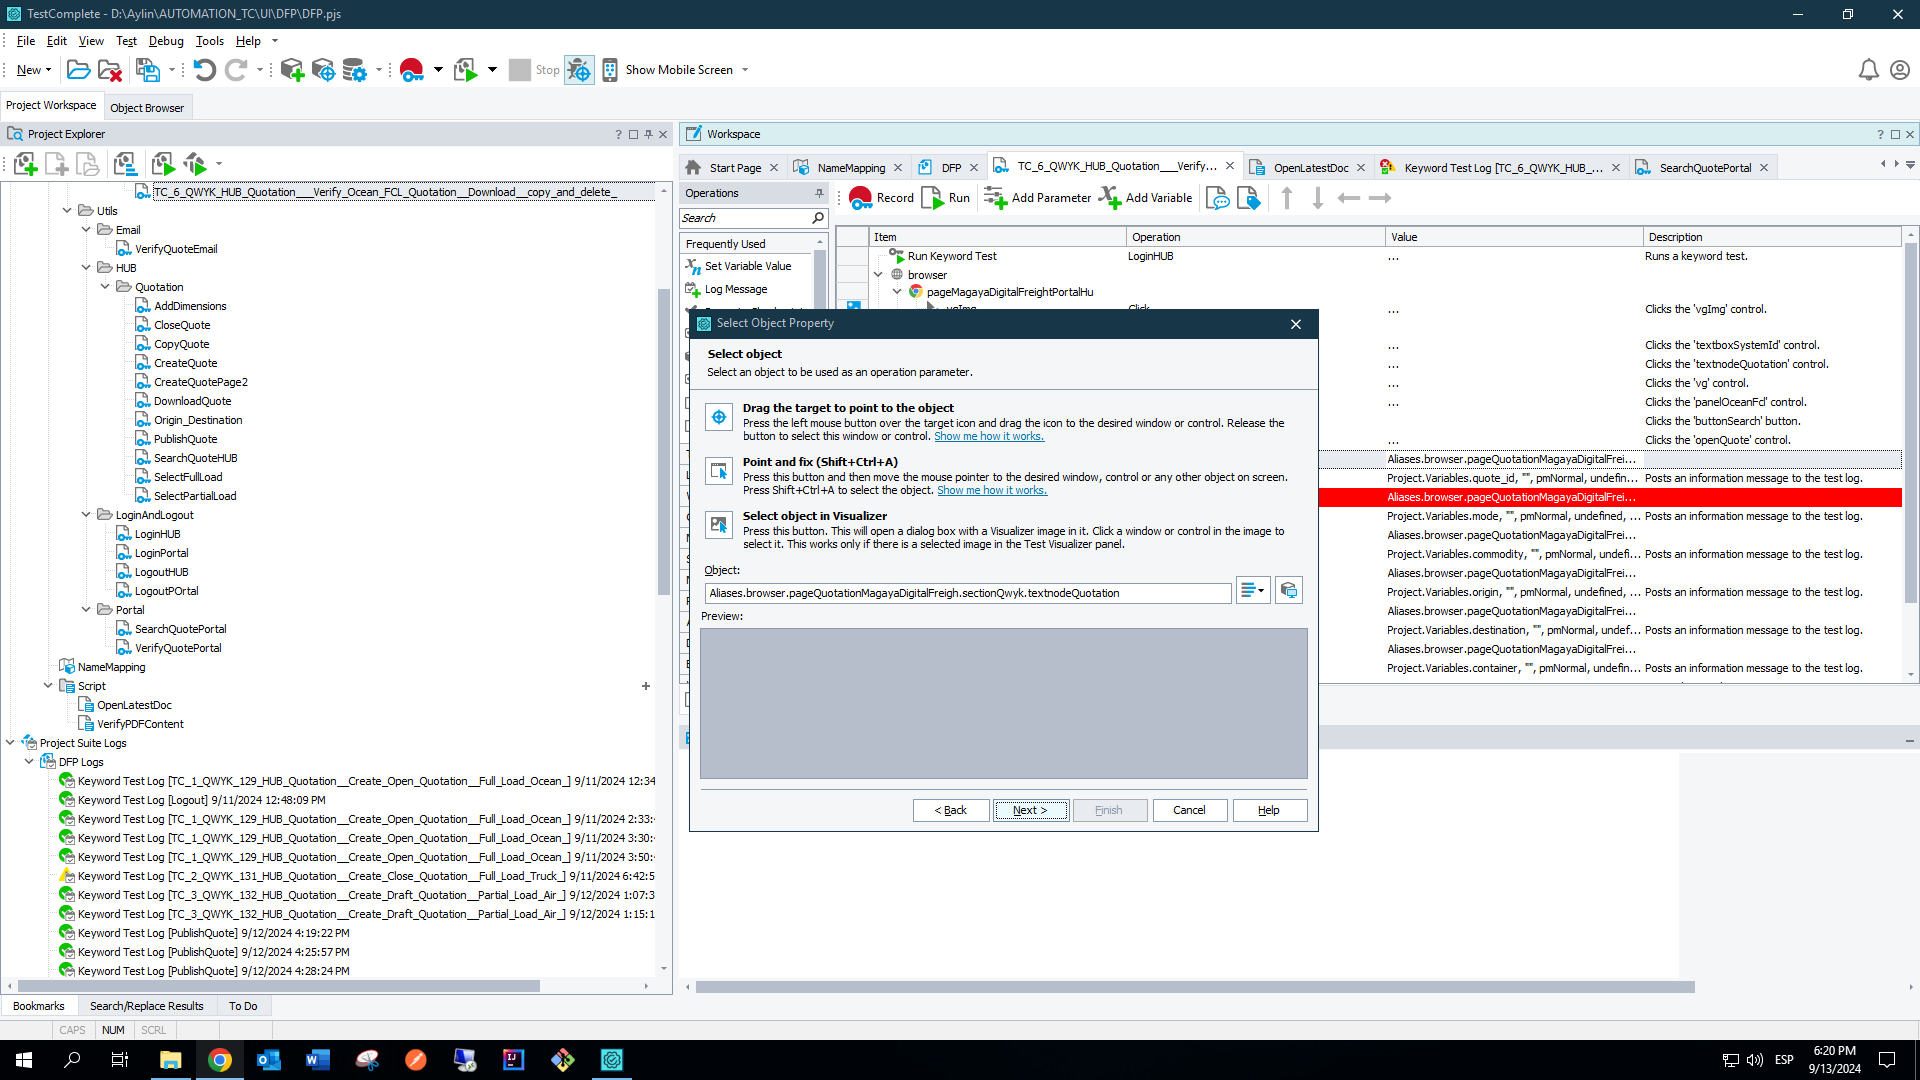 TestComplete - D:\Aylin\AUTOMATION_TC\UI\DFP\DFP.pjs
File Edit View Test Debug Tools Help
New Stop Show Mobile Screen
Project Workspace Object Browser
Project Explorer
TC_6_QWYK_HUB_Quotation___Verify_Ocean_FCL_Quotation__Download__copy_and_delete_
Utils
Email
VerifyQuoteEmail
HUB
Quotation
AddDimensions
CloseQuote
CopyQuote
CreateQuote
CreateQuotePage2
DownloadQuote
Origin_Destination
PublishQuote
SearchQuoteHUB
SelectFullLoad
SelectPartialLoad
LoginAndLogout
LoginHUB
LoginPortal
LogoutHUB
LogoutPOrtal
Portal
SearchQuotePortal
VerifyQuotePortal
NameMapping
Script
OpenLatestDoc
VerifyPDFContent
Project Suite Logs
DFP Logs
Keyword Test Log [TC_1_QWYK_129_HUB_Quotation__Create_Open_Quotation__Full_Load_Ocean_] 9/11/2024 12:34
Keyword Test Log [Logout] 9/11/2024 12:48:09 PM
Keyword Test Log [TC_1_QWYK_129_HUB_Quotation__Create_Open_Quotation__Full_Load_Ocean_] 9/11/2024 2:33:
Keyword Test Log [TC_1_QWYK_129_HUB_Quotation__Create_Open_Quotation__Full_Load_Ocean_] 9/11/2024 3:30:
Keyword Test Log [TC_1_QWYK_129_HUB_Quotation__Create_Open_Quotation__Full_Load_Ocean_] 9/11/2024 3:50:
Keyword Test Log [TC_2_QWYK_131_HUB_Quotation__Create_Close_Quotation__Full_Load_Truck_] 9/11/2024 6:42:5
Keyword Test Log [TC_3_QWYK_132_HUB_Quotation__Create_Draft_Quotation__Partial_Load_Air_] 9/12/2024 1:07:3
Keyword Test Log [TC_3_QWYK_132_HUB_Quotation__Create_Draft_Quotation__Partial_Load_Air_] 9/12/2024 1:15:1
Keyword Test Log [PublishQuote] 9/12/2024 4:19:22 PM
Keyword Test Log [PublishQuote] 9/12/2024 4:25:57 PM
Keyword Test Log [PublishQuote] 9/12/2024 4:28:24 PM
Bookmarks Search/Replace Results To Do
CAPS NUM SCRL
Workspace
Start Page NameMapping DFP TC_6_QWYK_HUB_Quotation___Verify... OpenLatestDoc Keyword Test Log [TC_6_QWYK_HUB_... SearchQuotePortal
Operations
Search
Frequently Used
Set Variable Value
Log Message
Record Run Add Parameter Add Variable
Item Operation Value Description
Run Keyword Test LoginHUB ... Runs a keyword test.
browser
pageMagayaDigitalFreightPortalHu
vgImg Click ... Clicks the 'vgImg' control.
... Clicks the 'textboxSystemId' control.
... Clicks the 'textnodeQuotation' control.
... Clicks the 'vg' control.
... Clicks the 'panelOceanFcl' control.
Clicks the 'buttonSearch' button.
... Clicks the 'openQuote' control.
Aliases.browser.pageQuotationMagayaDigitalFrei...
Project.Variables.quote_id, "", pmNormal, undefined, ... Posts an information message to the test log.
Aliases.browser.pageQuotationMagayaDigitalFrei...
Project.Variables.mode, "", pmNormal, undefined, ... Posts an information message to the test log.
Aliases.browser.pageQuotationMagayaDigitalFrei...
Project.Variables.commodity, "", pmNormal, undefi... Posts an information message to the test log.
Aliases.browser.pageQuotationMagayaDigitalFrei...
Project.Variables.origin, "", pmNormal, undefined, ... Posts an information message to the test log.
Aliases.browser.pageQuotationMagayaDigitalFrei...
Project.Variables.destination, "", pmNormal, undef... Posts an information message to the test log.
Aliases.browser.pageQuotationMagayaDigitalFrei...
Project.Variables.container, "", pmNormal, undefin... Posts an information message to the test log.
Select Object Property
Select object
Select an object to be used as an operation parameter.
Drag the target to point to the object
Press the left mouse button over the target icon and drag the icon to the desired window or control. Release the
button to select this window or control. Show me how it works.
Point and fix (Shift+Ctrl+A)
Press this button and then move the mouse pointer to the desired window, control or any other object on screen.
Press Shift+Ctrl+A to select the object. Show me how it works.
Select object in Visualizer
Press this button. This will open a dialog box with a Visualizer image in it. Click a window or control in the image to
select it. This works only if there is a selected image in the Test Visualizer panel.
Object:
Aliases.browser.pageQuotationMagayaDigitalFreigh.sectionQwyk.textnodeQuotation
Preview:
< Back Next > Finish Cancel Help
ESP
6:20 PM
9/13/2024